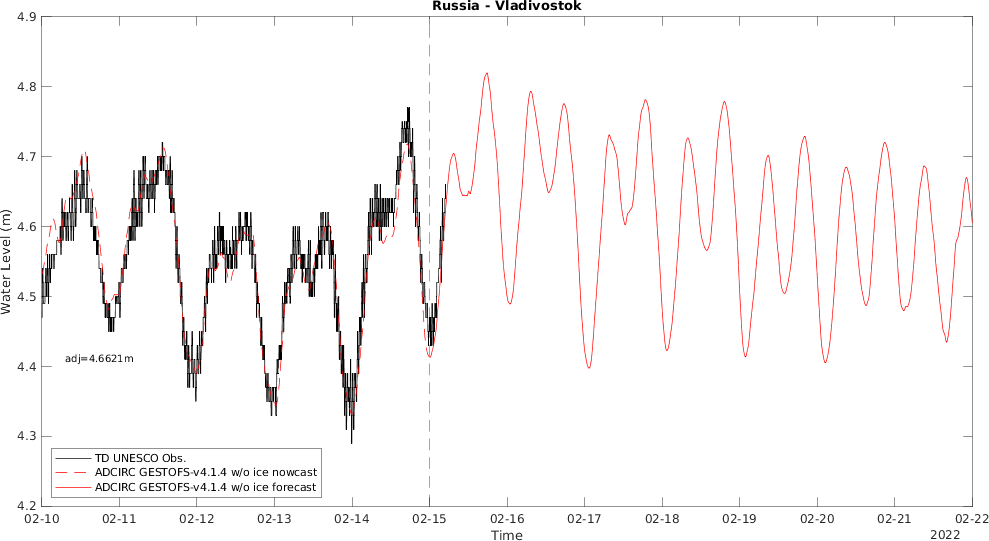 Russia - Vladivostok
4.9
4.8
4.7
4.6
4.5
4.4
4.3
4.2
Water Level (m)
adj=4.6621m
TD UNESCO Obs.
ADCIRC GESTOFS-v4.1.4 w/o ice nowcast
ADCIRC GESTOFS-v4.1.4 w/o ice forecast
02-10 02-11 02-12 02-13 02-14 02-15 02-16 02-17 02-18 02-19 02-20 02-21 02-22
Time
2022